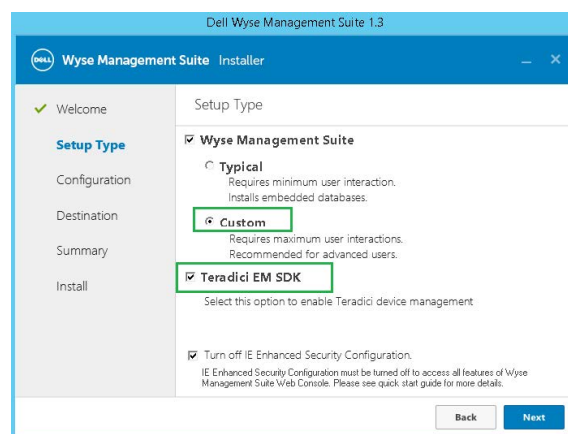 Dell Wyse Management Suite 1.3
DELL Wyse Management Suite Installer
Welcome
Setup Type
Configuration
Destination
Summary
Install
Setup Type
Wyse Management Suite
Typical
Requires minimum user interaction.
Installs embedded databases.
Custom
Requires maximum user interactions.
Recommended for advanced users.
Teradici EM SDK
Select this option to enable Teradici device management
Turn off IE Enhanced Security Configuration.
IE Enhanced Security Configuration must be turned off to access all features of Wyse
Management Suite Web Console. Please see quick start guide for more details.
Back
Next